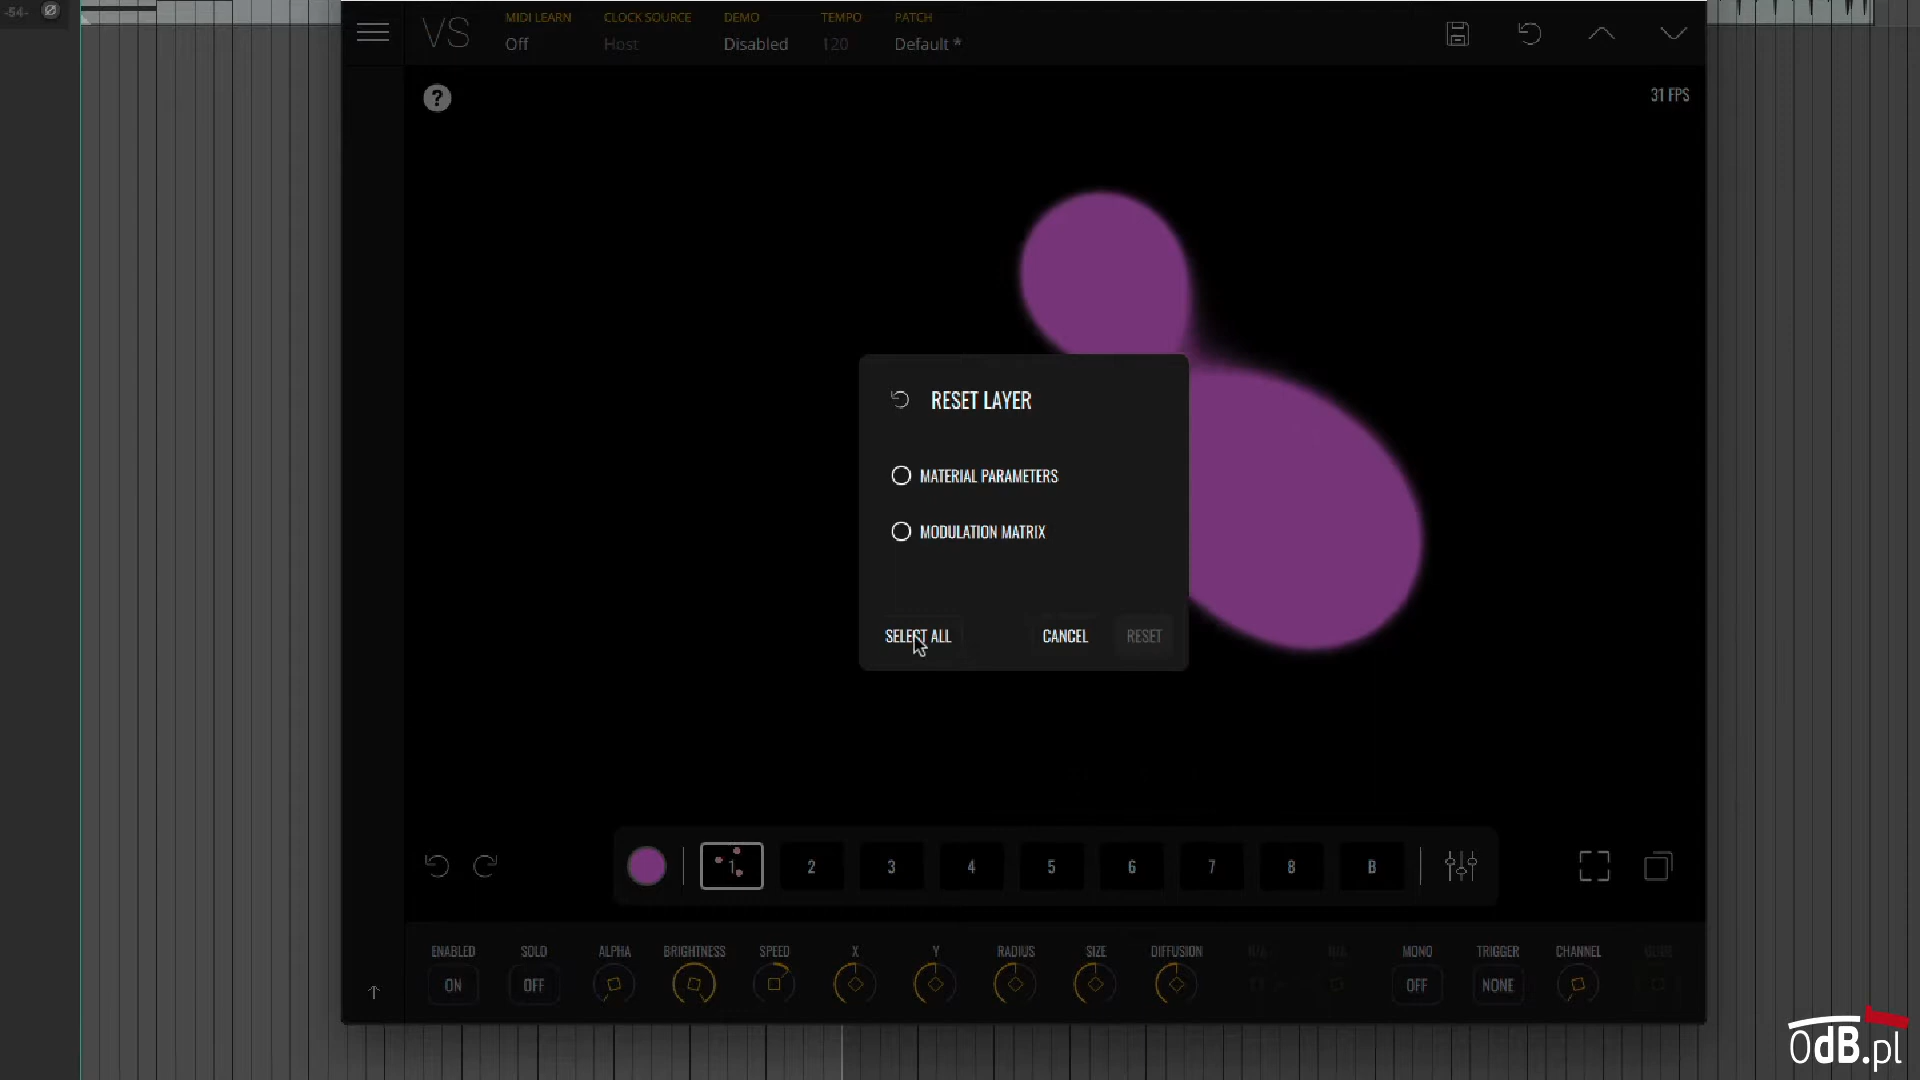 -54-
VS
MIDI LEARN
Off
CLOCK SOURCE
Host
DEMO
Disabled
TEMPO
120
PATCH
Default *
?
31 FPS
RESET LAYER
MATERIAL PARAMETERS
MODULATION MATRIX
SELECT ALL
CANCEL
RESET
1
2
3
4
5
6
7
8
B
ENABLED
SOLO
ALPHA
BRIGHTNESS
SPEED
X
Y
RADIUS
SIZE
DIFFUSION
MONO
TRIGGER
CHANNEL
ON
OFF
OFF
NONE
0dB.pl